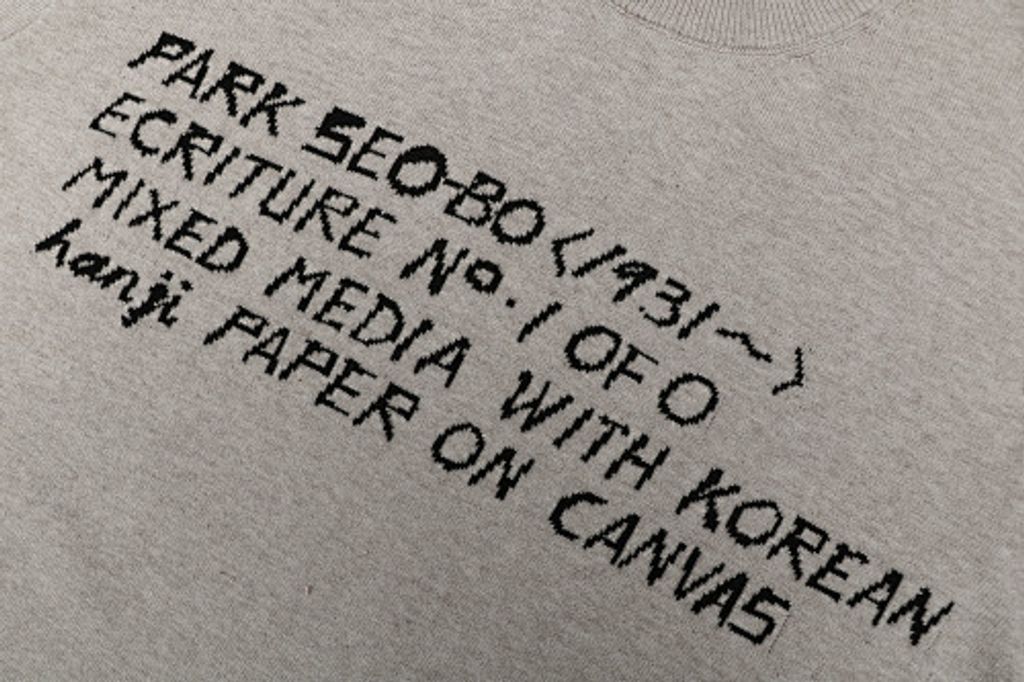 PARK SEO-BO〈1931~〉
ECRITURE No. 1 OF 0
MIXED MEDIA WITH KOREAN
hanji PAPER ON CANVAS